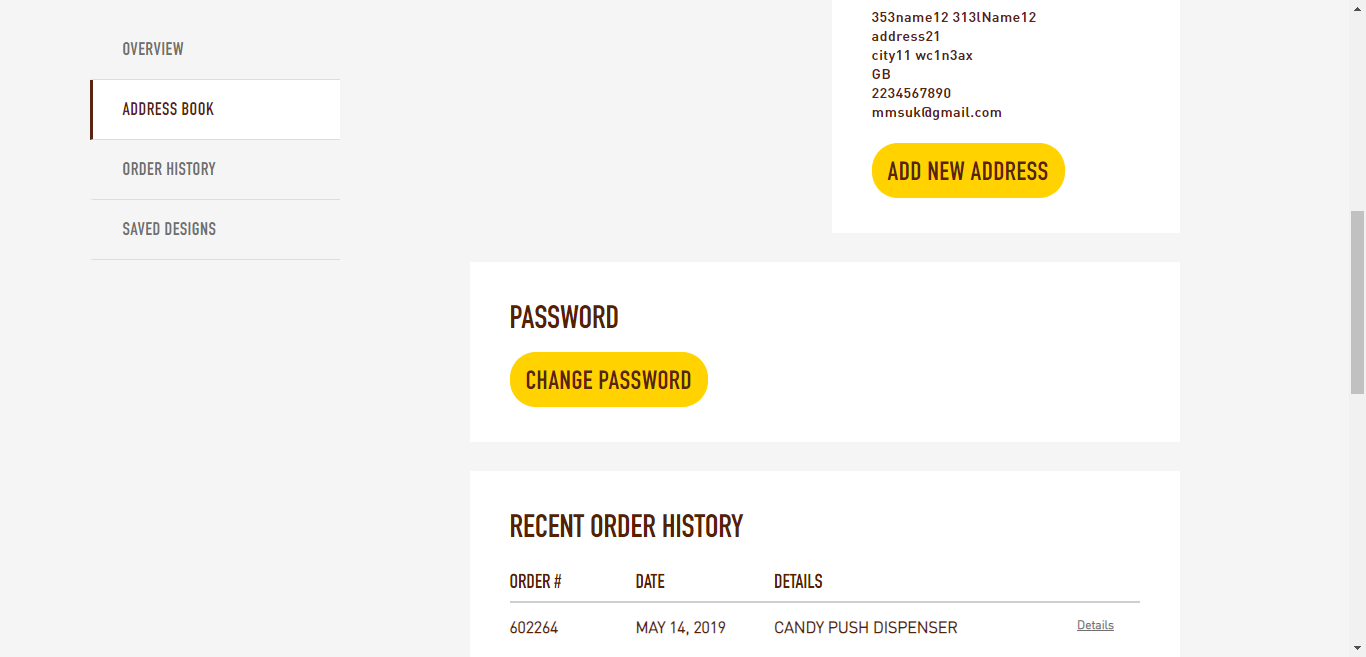 OVERVIEW
ADDRESS BOOK
ORDER HISTORY
SAVED DESIGNS
353name12 313lName12
address21
city11 wc1n3ax
GB
2234567890
mmsuk@gmail.com
ADD NEW ADDRESS
PASSWORD
CHANGE PASSWORD
RECENT ORDER HISTORY
ORDER # DATE DETAILS
602264 MAY 14, 2019 CANDY PUSH DISPENSER Details